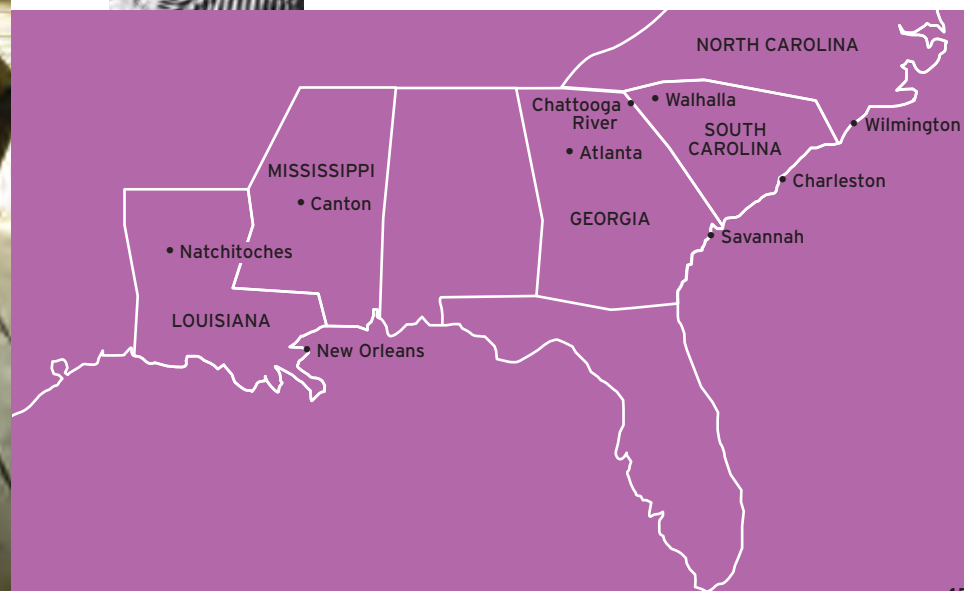 NORTH CAROLINA
Chattooga
River
Walhalla
Wilmington
SOUTH
CAROLINA
Atlanta
MISSISSIPPI
Charleston
Canton
GEORGIA
Savannah
Natchitoches
LOUISIANA
New Orleans